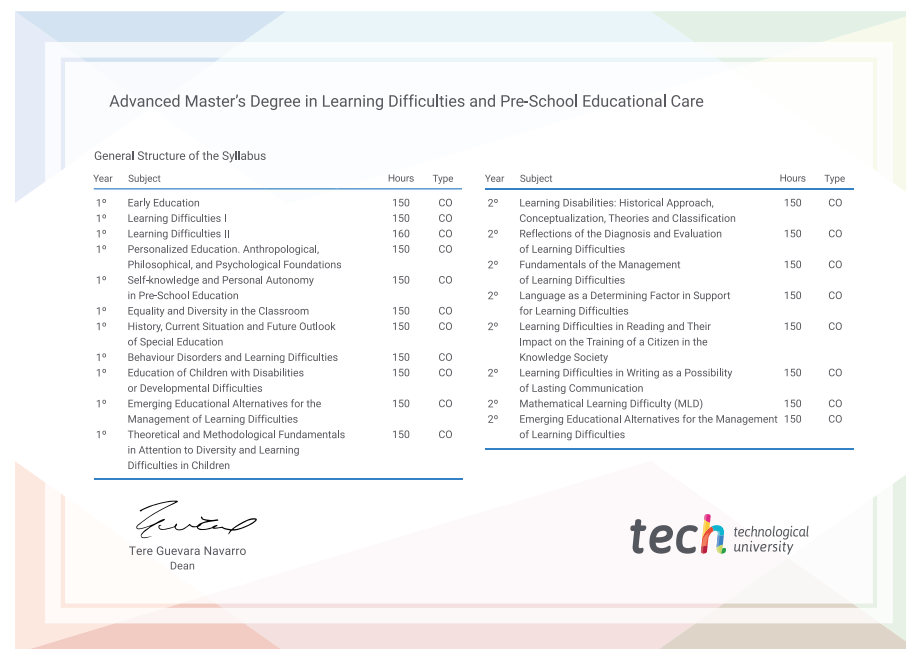 Advanced Master's Degree in Learning Difficulties and Pre-School Educational Care
General Structure of the Syllabus
Year Subject Hours Type
1º Early Education 150 CO
1º Learning Difficulties I 150 CO
1º Learning Difficulties II 160 CO
1º Personalized Education. Anthropological, 150 CO
Philosophical, and Psychological Foundations
1º Self-knowledge and Personal Autonomy 150 CO
in Pre-School Education
1º Equality and Diversity in the Classroom 150 CO
1º History, Current Situation and Future Outlook 150 CO
of Special Education
1º Behaviour Disorders and Learning Difficulties 150 CO
1º Education of Children with Disabilities 150 CO
or Developmental Difficulties
1º Emerging Educational Alternatives for the 150 CO
Management of Learning Difficulties
1º Theoretical and Methodological Fundamentals 150 CO
in Attention to Diversity and Learning
Difficulties in Children
Year Subject Hours Type
2º Learning Disabilities: Historical Approach, 150 CO
Conceptualization, Theories and Classification
2º Reflections of the Diagnosis and Evaluation 150 CO
of Learning Difficulties
2º Fundamentals of the Management 150 CO
of Learning Difficulties
2º Language as a Determining Factor in Support 150 CO
for Learning Difficulties
2º Learning Difficulties in Reading and Their 150 CO
Impact on the Training of a Citizen in the
Knowledge Society
2º Learning Difficulties in Writing as a Possibility 150 CO
of Lasting Communication
2º Mathematical Learning Difficulty (MLD) 150 CO
2º Emerging Educational Alternatives for the Management 150 CO
of Learning Difficulties
Tere Guevara Navarro
Dean
tech technological
university